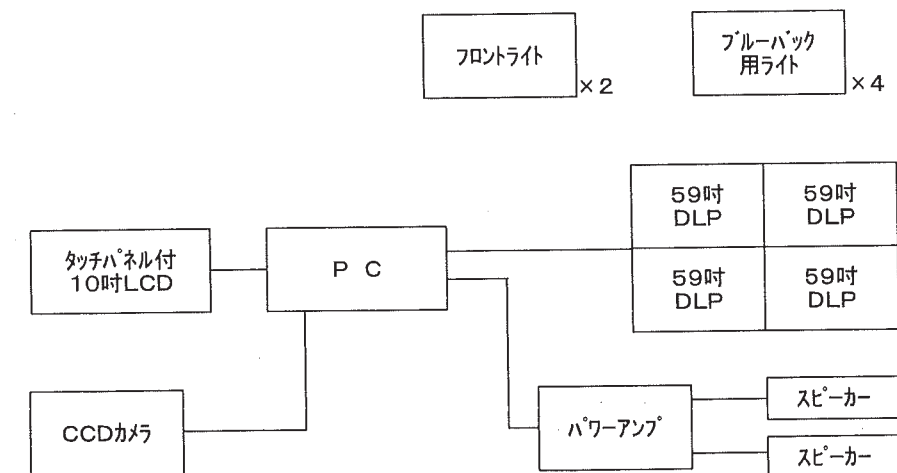 フロントライト
×2
ブルーバック
用ライト
×4
59吋
DLP
59吋
DLP
タッチパネル付
10吋LCD
PC
59吋
DLP
59吋
DLP
CCDカメラ
パワーアンプ
スピーカー
スピーカー